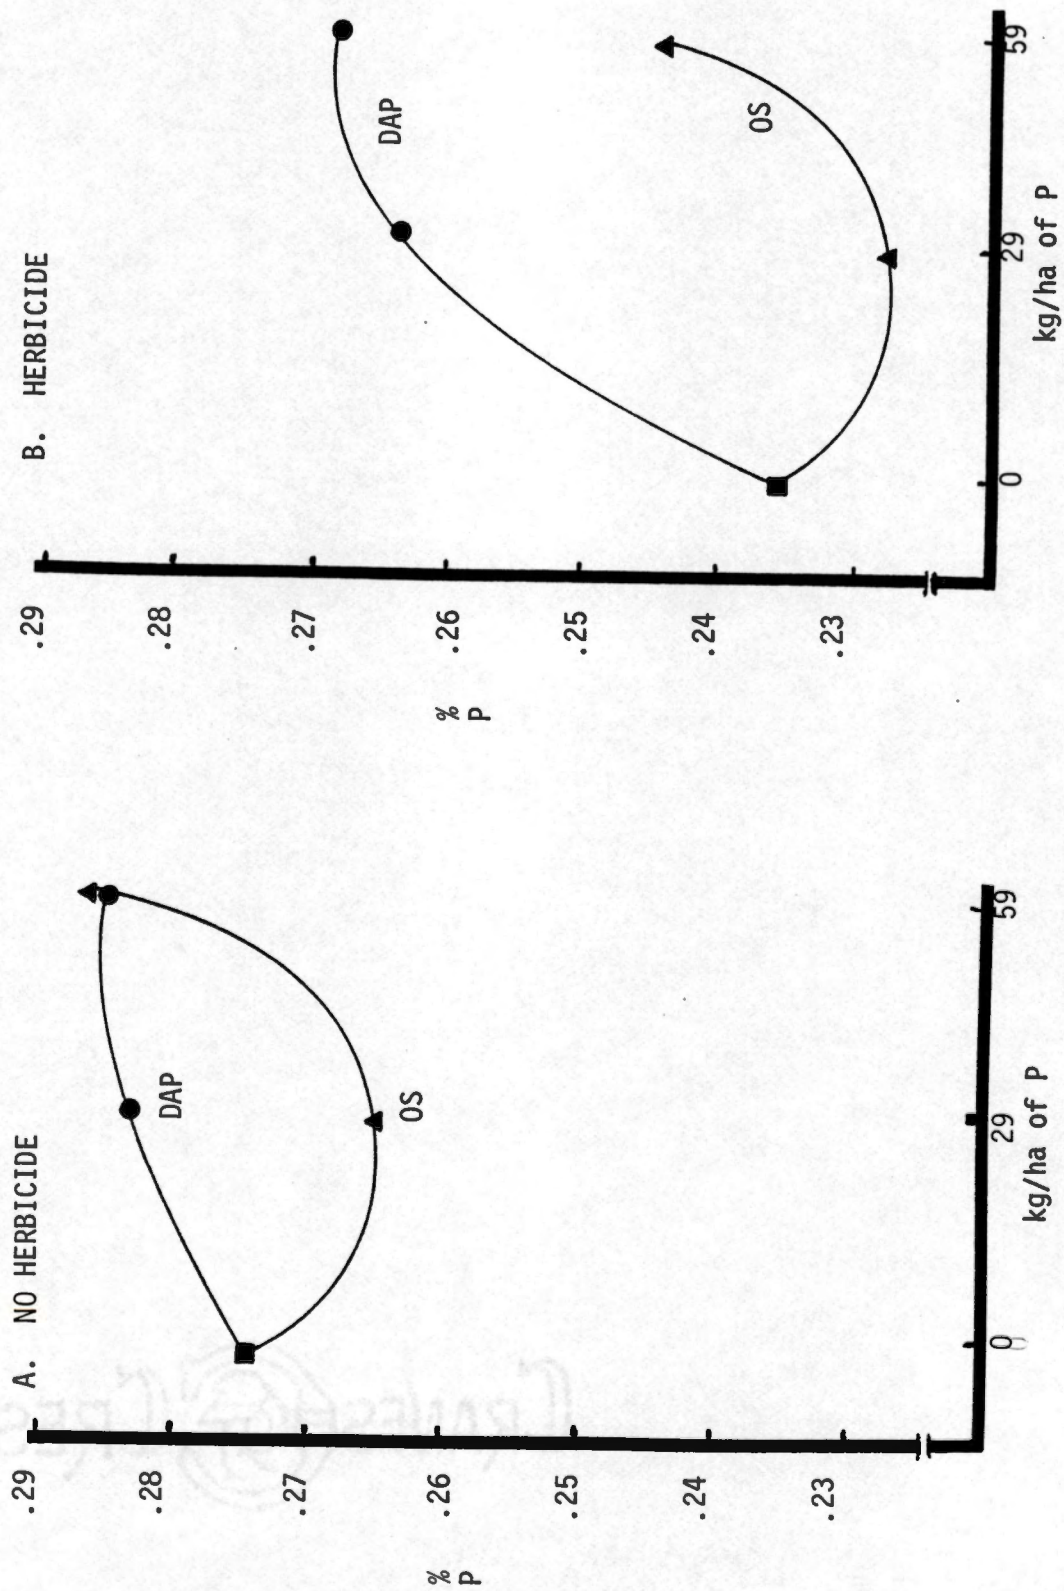 A. NO HERBICIDE
.29
.28
.27
.26
.25
.24
.23
%
P
DAP
OS
0
29
59
kg/ha of P
B. HERBICIDE
.29
.28
.27
.26
.25
.24
.23
%
P
DAP
OS
0
29
59
kg/ha of P